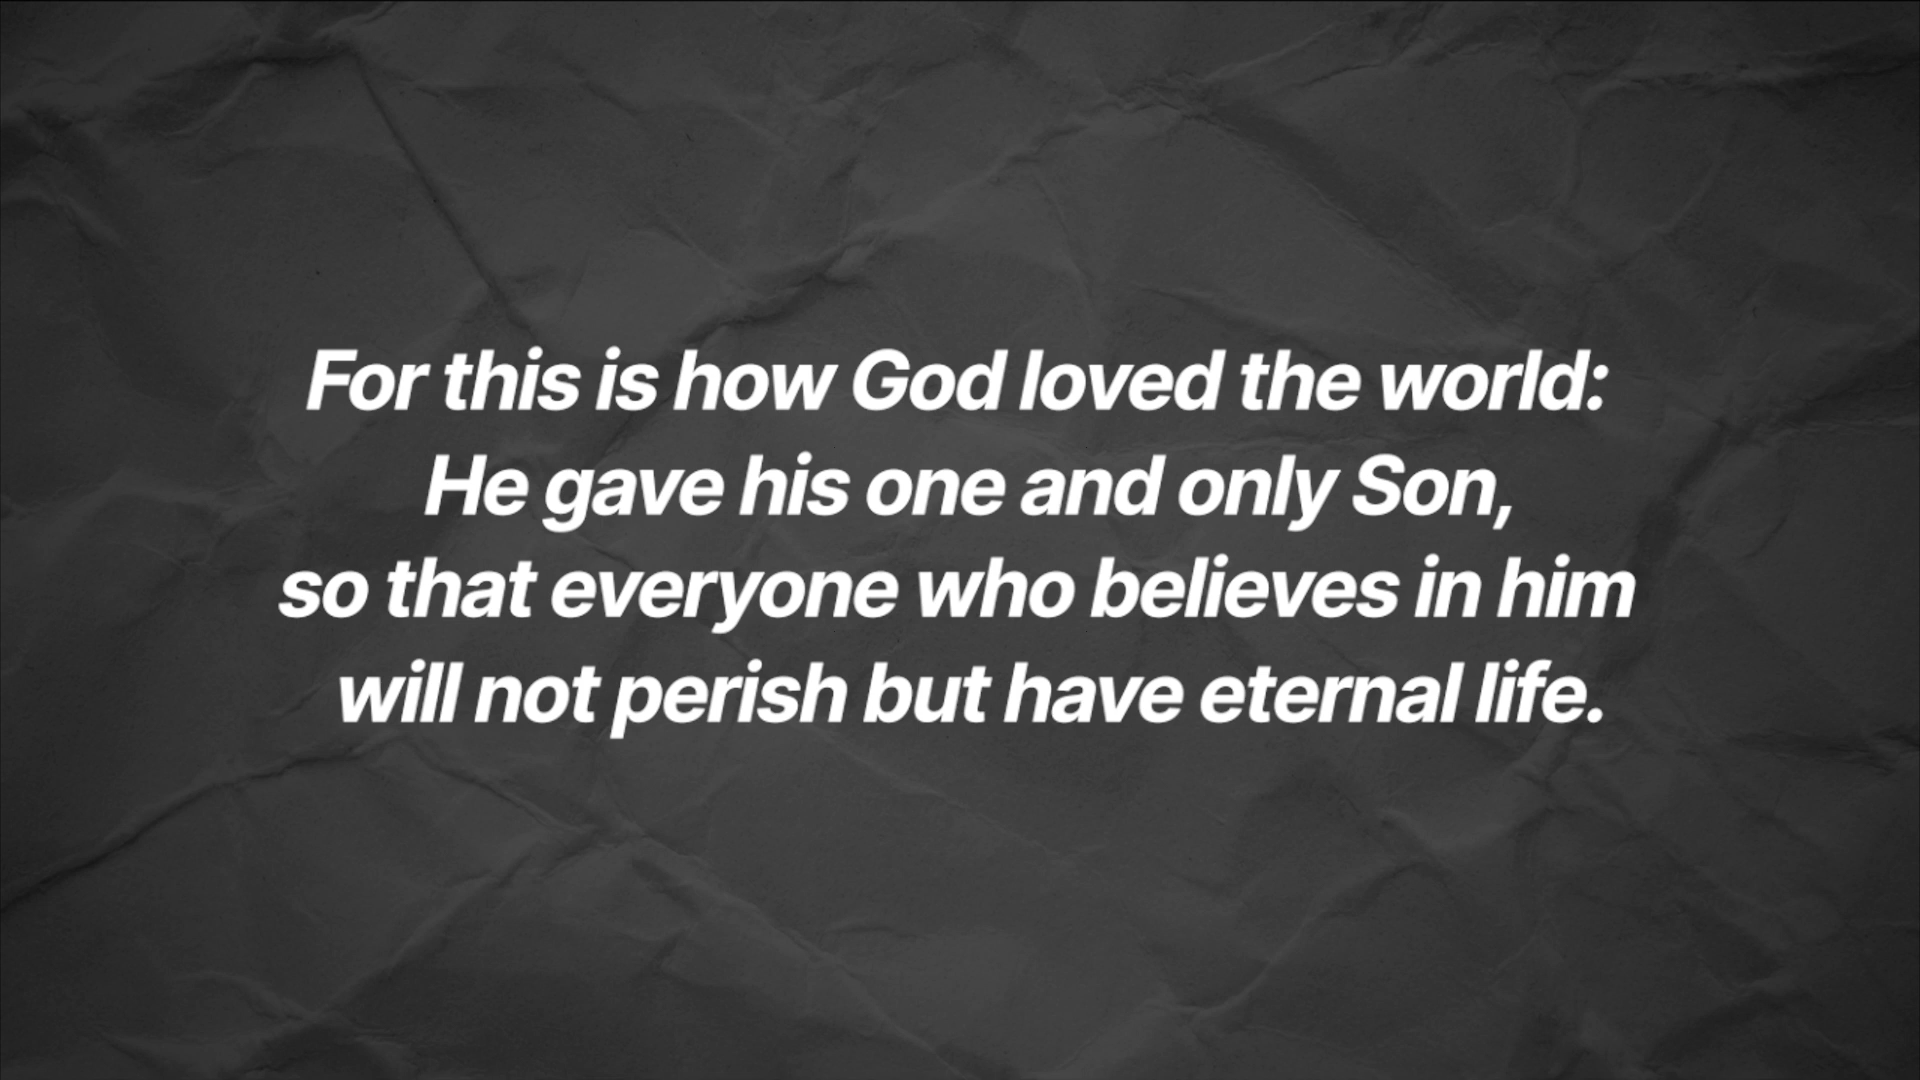 For this is how God loved the world:
He gave his one and only Son,
so that everyone who believes in him
will not perish but have eternal life.